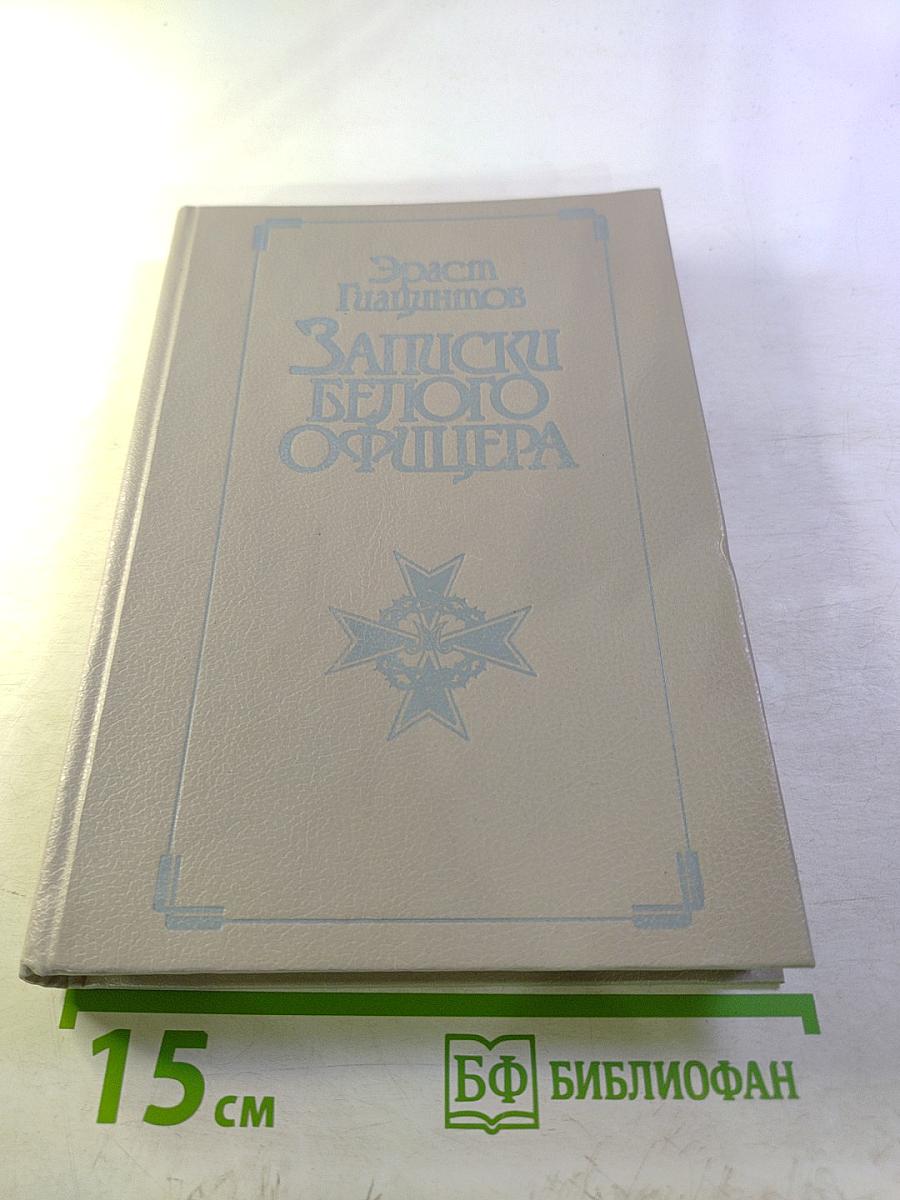 Эраст
Гиацинтов
Записки
белого
офицера
М
15 см
БФ БИБЛИОФАН